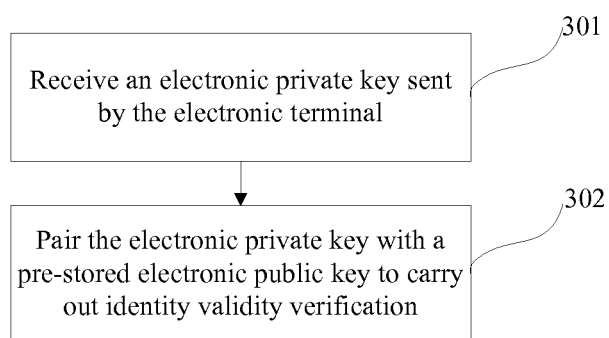 301
Receive an electronic private key sent
by the electronic terminal
302
Pair the electronic private key with a
pre-stored electronic public key to carry
out identity validity verification